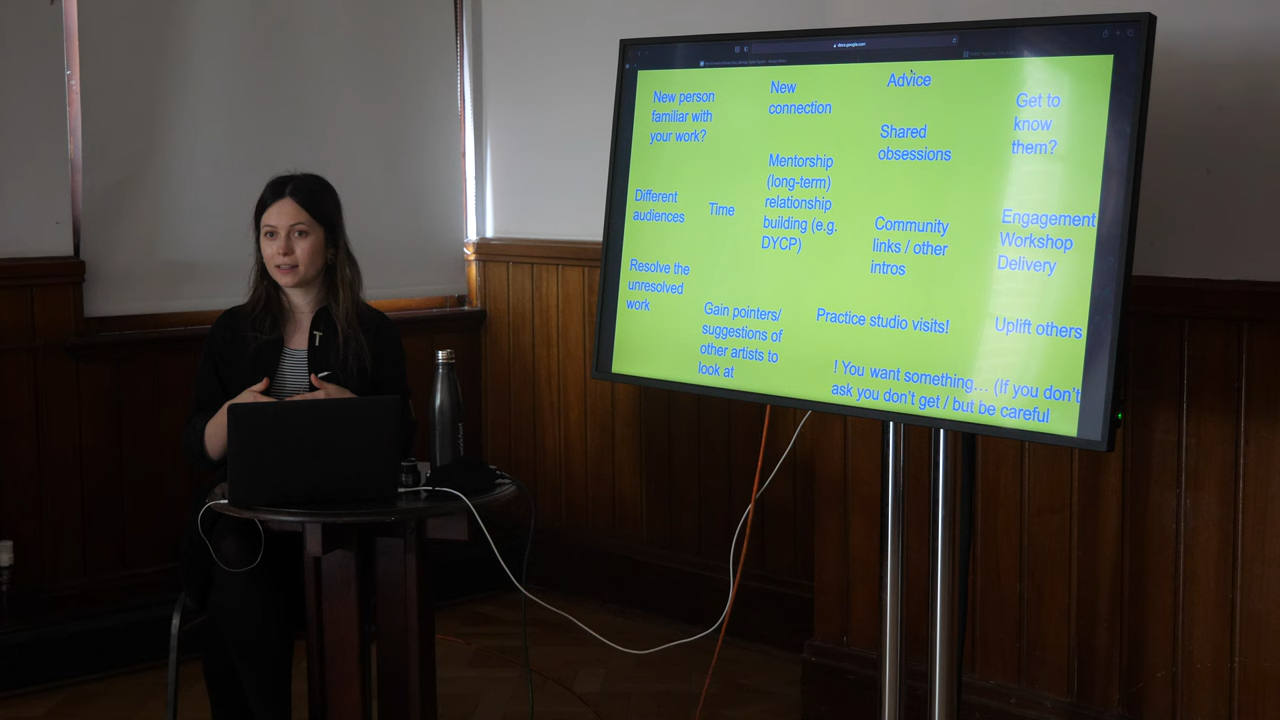 docs.google.com
New person
familiar with
your work?
New
connection
Advice
Shared
obsessions
Get to
know
them?
Different
audiences
Time
Mentorship
(long-term)
relationship
building (e.g.
DYCP)
Community
links / other
intros
Engagement
Workshop
Delivery
Resolve the
unresolved
work
Gain pointers/
suggestions of
other artists to
look at
Practice studio visits!
Uplift others
! You want something... (If you don't
ask you don't get / but be careful